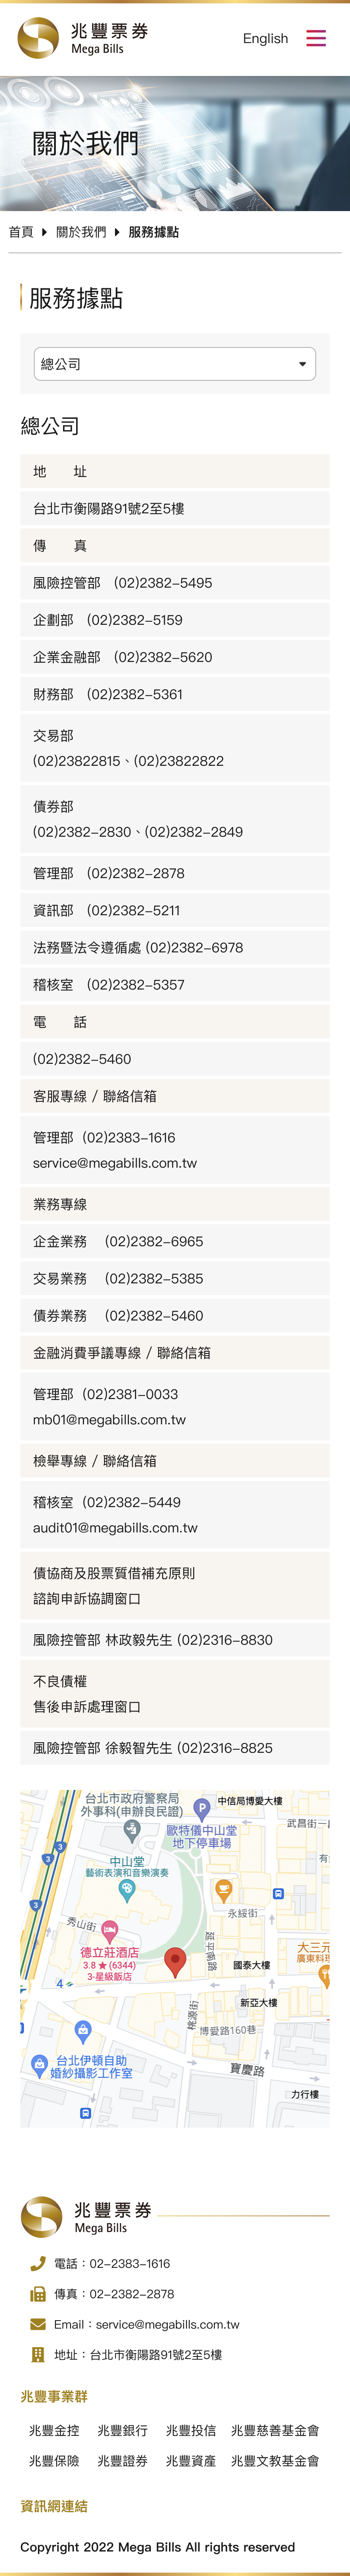 兆豐票券
Mega Bills
English
關於我們
首頁 關於我們 服務據點
服務據點
總公司
總公司
地 址
台北市衡陽路91號2至5樓
傳 真
風險控管部 (02)2382-5495
企劃部 (02)2382-5159
企業金融部 (02)2382-5620
財務部 (02)2382-5361
交易部
(02)23822815、(02)23822822
債券部
(02)2382-2830、(02)2382-2849
管理部 (02)2382-2878
資訊部 (02)2382-5211
法務暨法令遵循處 (02)2382-6978
稽核室 (02)2382-5357
電 話
(02)2382-5460
客服專線 / 聯絡信箱
管理部 (02)2383-1616
service@megabills.com.tw
業務專線
企金業務 (02)2382-6965
交易業務 (02)2382-5385
債券業務 (02)2382-5460
金融消費爭議專線 / 聯絡信箱
管理部 (02)2381-0033
mb01@megabills.com.tw
檢舉專線 / 聯絡信箱
稽核室 (02)2382-5449
audit01@megabills.com.tw
債協商及股票質借補充原則
諮詢申訴協調窗口
風險控管部 林政毅先生 (02)2316-8830
不良債權
售後申訴處理窗口
風險控管部 徐毅智先生 (02)2316-8825
台北市政府警察局
外事科(申辦良民證)
中信局博愛大樓
P
歐特儀中山堂
地下停車場
武昌街一
3
3
3
中山堂
藝術表演和音樂演奏
永綏街
秀山街
德立莊酒店
3.8 ★ (6344)
3-星級飯店
延平南路
國泰大樓
大三元
廣東料理
4
新亞大樓
桃源街
博愛路160巷
台北伊頓自助
婚紗攝影工作室
寶慶路
力行樓
兆豐票券
Mega Bills
電話：02-2383-1616
傳真：02-2382-2878
Email：service@megabills.com.tw
地址：台北市衡陽路91號2至5樓
兆豐事業群
兆豐金控 兆豐銀行 兆豐投信 兆豐慈善基金會
兆豐保險 兆豐證券 兆豐資產 兆豐文教基金會
資訊網連結
Copyright 2022 Mega Bills All rights reserved